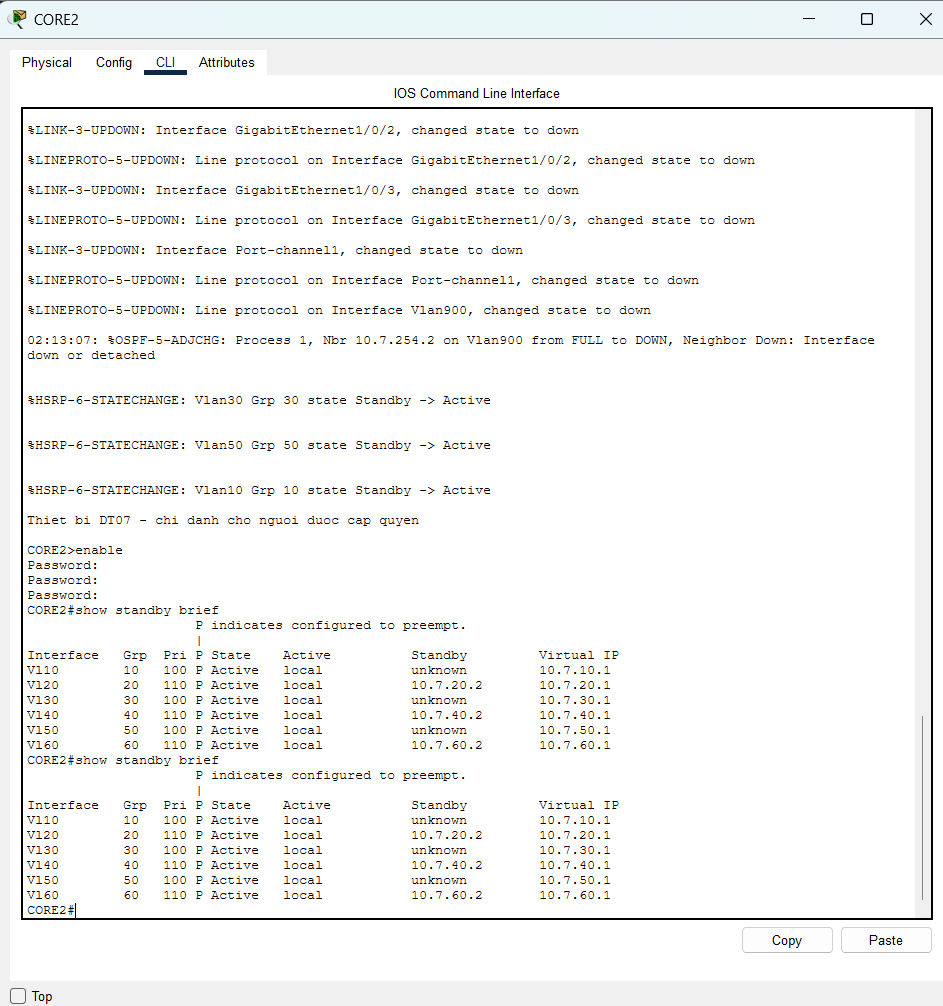 CORE2
Physical Config CLI Attributes
IOS Command Line Interface
%LINK-3-UPDOWN: Interface GigabitEthernet1/0/2, changed state to down
%LINEPROTO-5-UPDOWN: Line protocol on Interface GigabitEthernet1/0/2, changed state to down
%LINK-3-UPDOWN: Interface GigabitEthernet1/0/3, changed state to down
%LINEPROTO-5-UPDOWN: Line protocol on Interface GigabitEthernet1/0/3, changed state to down
%LINK-3-UPDOWN: Interface Port-channel1, changed state to down
%LINEPROTO-5-UPDOWN: Line protocol on Interface Port-channel1, changed state to down
%LINEPROTO-5-UPDOWN: Line protocol on Interface Vlan900, changed state to down
02:13:07: %OSPF-5-ADJCHG: Process 1, Nbr 10.7.254.2 on Vlan900 from FULL to DOWN, Neighbor Down: Interface
down or detached
%HSRP-6-STATECHANGE: Vlan30 Grp 30 state Standby -> Active
%HSRP-6-STATECHANGE: Vlan50 Grp 50 state Standby -> Active
%HSRP-6-STATECHANGE: Vlan10 Grp 10 state Standby -> Active
Thiet bi DT07 - chi danh cho nguoi duoc cap quyen
CORE2>enable
Password:
Password:
Password:
CORE2#show standby brief
P indicates configured to preempt.
|
Interface Grp Pri P State Active Standby Virtual IP
Vl10 10 100 P Active local unknown 10.7.10.1
Vl20 20 110 P Active local 10.7.20.2 10.7.20.1
Vl30 30 100 P Active local unknown 10.7.30.1
Vl40 40 110 P Active local 10.7.40.2 10.7.40.1
Vl50 50 100 P Active local unknown 10.7.50.1
Vl60 60 110 P Active local 10.7.60.2 10.7.60.1
CORE2#show standby brief
P indicates configured to preempt.
|
Interface Grp Pri P State Active Standby Virtual IP
Vl10 10 100 P Active local unknown 10.7.10.1
Vl20 20 110 P Active local 10.7.20.2 10.7.20.1
Vl30 30 100 P Active local unknown 10.7.30.1
Vl40 40 110 P Active local 10.7.40.2 10.7.40.1
Vl50 50 100 P Active local unknown 10.7.50.1
Vl60 60 110 P Active local 10.7.60.2 10.7.60.1
CORE2#
Copy Paste
Top